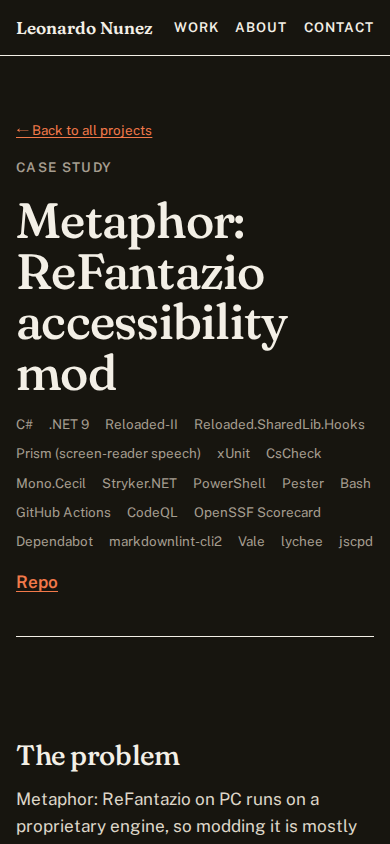 Leonardo Nunez WORK ABOUT CONTACT
← Back to all projects
CASE STUDY
Metaphor:
ReFantazio
accessibility
mod
C# .NET 9 Reloaded-II Reloaded.SharedLib.Hooks
Prism (screen-reader speech) xUnit CsCheck
Mono.Cecil Stryker.NET PowerShell Pester Bash
GitHub Actions CodeQL OpenSSF Scorecard
Dependabot markdownlint-cli2 Vale lychee jscpd
Repo
The problem
Metaphor: ReFantazio on PC runs on a
proprietary engine, so modding it is mostly